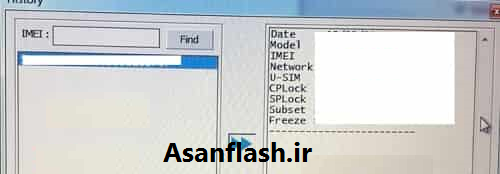 History
IMEI :
Find
Date
Model
IMEI
Network
U-SIM
CPLock
SPLock
Subset
Freeze
-------------------------
Asanflash.ir